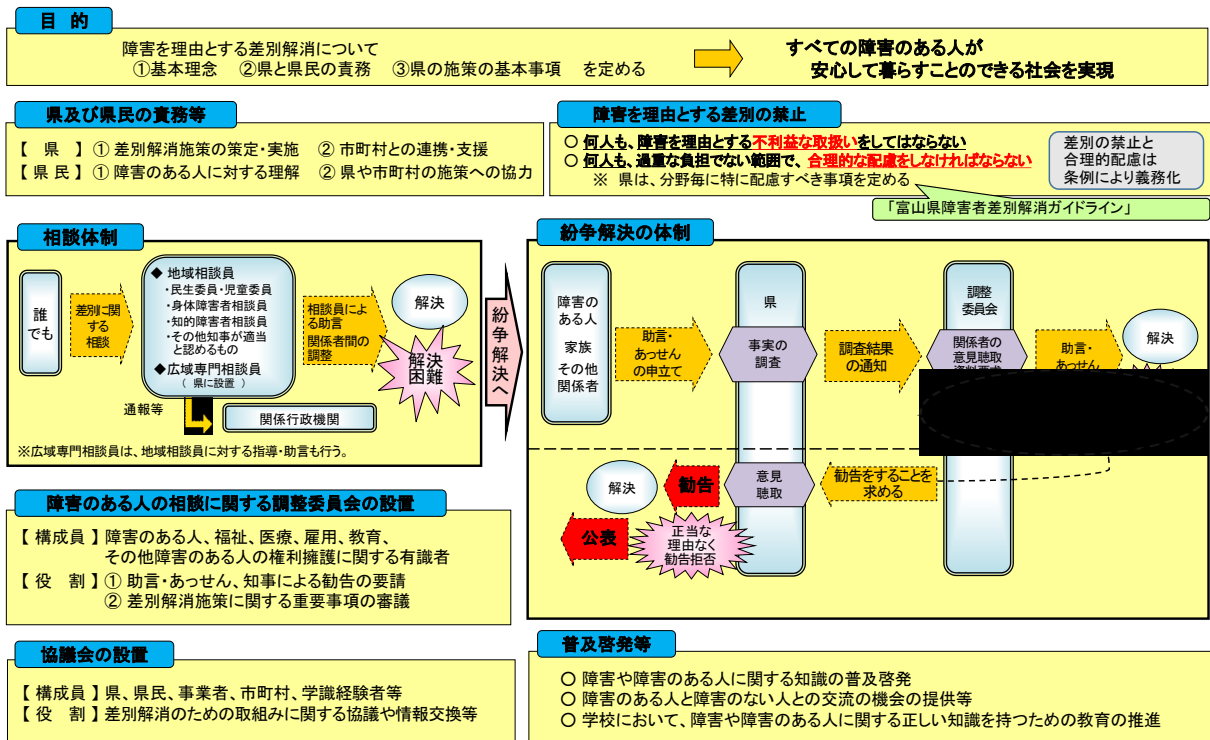 目 的
障害を理由とする差別解消について
①基本理念 ②県と県民の責務 ③県の施策の基本事項 を定める
すべての障害のある人が
安心して暮らすことのできる社会を実現
県及び県民の責務等
【 県 】 ① 差別解消施策の策定・実施 ② 市町村との連携・支援
【 県 民 】 ① 障害のある人に対する理解 ② 県や市町村の施策への協力
障害を理由とする差別の禁止
○ 何人も、障害を理由とする不利益な取扱いをしてはならない
○ 何人も、過重な負担でない範囲で、合理的な配慮をしなければならない
※ 県は、分野毎に特に配慮すべき事項を定める
差別の禁止と
合理的配慮は
条例により義務化
「富山県障害者差別解消ガイドライン」
相談体制
誰
でも
差別に関
する
相談
◆ 地域相談員
・民生委員・児童委員
・身体障害者相談員
・知的障害者相談員
・その他知事が適当
と認めるもの
◆広域専門相談員
（ 県に設置 ）
相談員によ
る助言
関係者間の
調整
解決
解決
困難
通報等
関係行政機関
※広域専門相談員は、地域相談員に対する指導・助言も行う。
紛
争
解
決
へ
紛争解決の体制
障害の
ある人
家族
その他
関係者
助言・
あっせん
の申立て
県
事実の
調査
調査結果
の通知
調整
委員会
関係者の
意見聴取
資料要求
助言・
あっせん
解決
解決
勧告
意見
聴取
勧告をすることを
求める
公表
正当な
理由なく
勧告拒否
障害のある人の相談に関する調整委員会の設置
【 構成員 】 障害のある人、福祉、医療、雇用、教育、
その他障害のある人の権利擁護に関する有識者
【 役 割 】 ① 助言・あっせん、知事による勧告の要請
② 差別解消施策に関する重要事項の審議
協議会の設置
【 構成員 】 県、県民、事業者、市町村、学識経験者等
【 役 割 】 差別解消のための取組みに関する協議や情報交換等
普及啓発等
○ 障害や障害のある人に関する知識の普及啓発
○ 障害のある人と障害のない人との交流の機会の提供等
○ 学校において、障害や障害のある人に関する正しい知識を持つための教育の推進